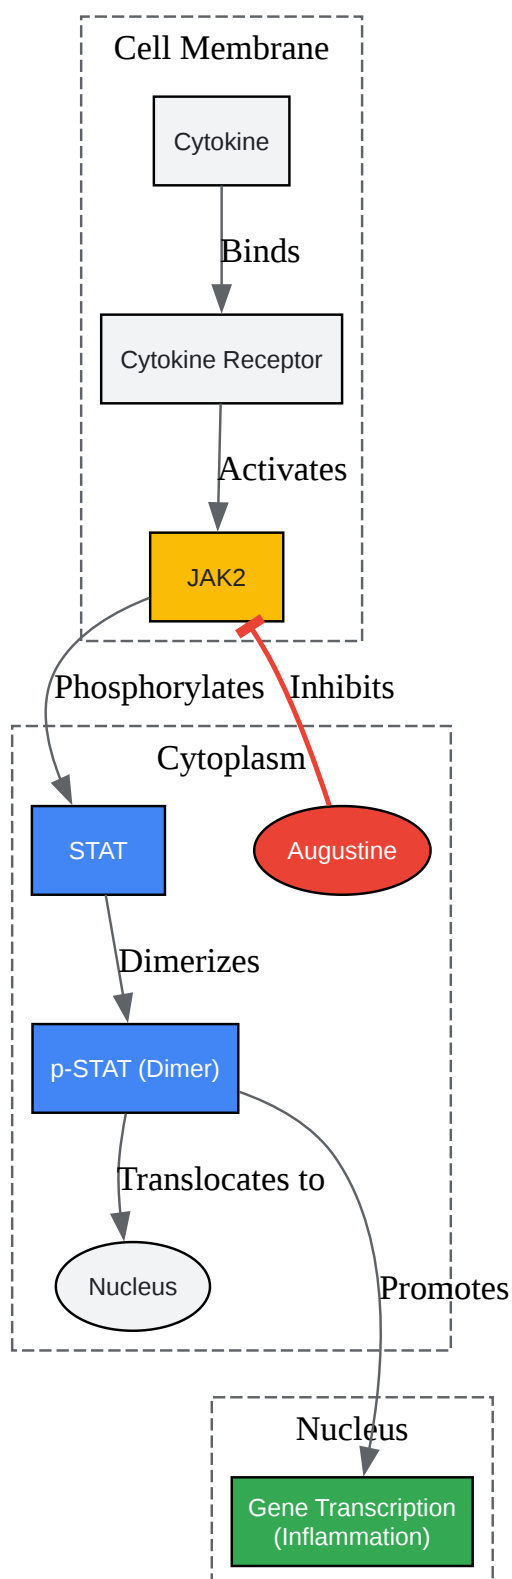 Cell Membrane
Cytokine
Binds
Cytokine Receptor
Activates
JAK2
Phosphorylates
Inhibits
Cytoplasm
STAT
Augustine
Dimerizes
p-STAT (Dimer)
Translocates to
Nucleus
Promotes
Nucleus
Gene Transcription
(Inflammation)